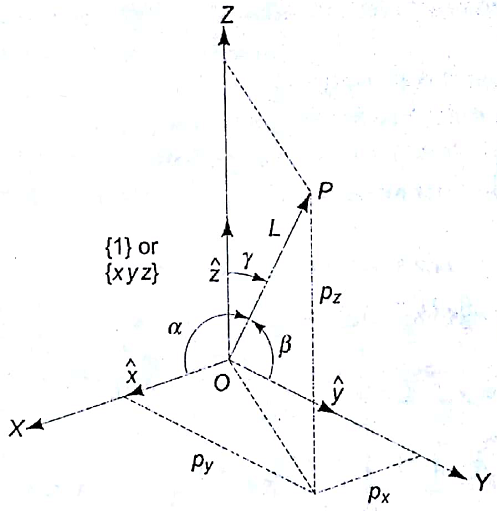 Z
P
L
{1} or
{x y z}
ẑ
γ
p_z
α
β
x̂
O
ŷ
X
p_y
p_x
Y